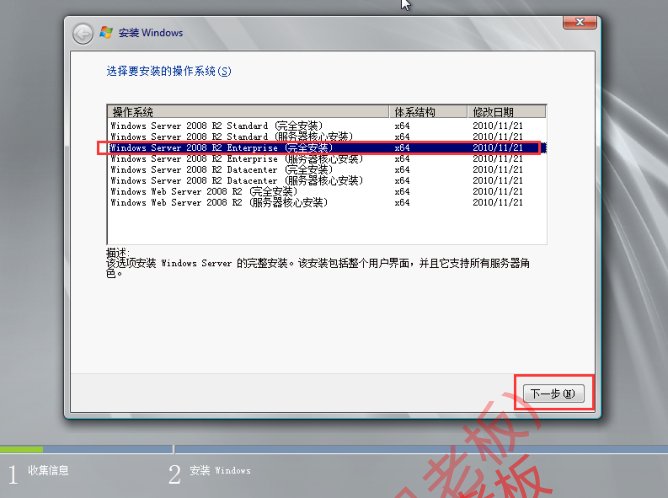 安装 Windows
选择要安装的操作系统(S)
操作系统 体系结构 修改日期
Windows Server 2008 R2 Standard (完全安装) x64 2010/11/21
Windows Server 2008 R2 Standard (服务器核心安装) x64 2010/11/21
Windows Server 2008 R2 Enterprise (完全安装) x64 2010/11/21
Windows Server 2008 R2 Enterprise (服务器核心安装) x64 2010/11/21
Windows Server 2008 R2 Datacenter (完全安装) x64 2010/11/21
Windows Server 2008 R2 Datacenter (服务器核心安装) x64 2010/11/21
Windows Web Server 2008 R2 (完全安装) x64 2010/11/21
Windows Web Server 2008 R2 (服务器核心安装) x64 2010/11/21
描述:
该选项安装 Windows Server 的完整安装。该安装包括整个用户界面，并且它支持所有服务器角
色。
下一步(N)
1 收集信息
2 安装 Windows
老板)
老板